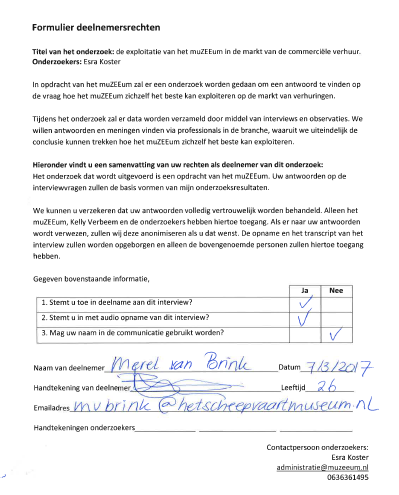 Formulier deelnemersrechten
Titel van het onderzoek: de exploitatie van het muZEEum in de markt van de commerciële verhuur.
Onderzoekers: Esra Koster
In opdracht van het muZEEum zal er een onderzoek worden gedaan om een antwoord te vinden op
de vraag hoe het muZEEum zichzelf het beste kan exploiteren op de markt van verhuringen.
Tijdens het onderzoek zal er data worden verzameld door middel van interviews en observaties. We
willen antwoorden en meningen vinden via professionals in de branche, waaruit we uiteindelijk de
conclusie kunnen trekken hoe het muZEEum zichzelf het beste kan exploiteren.
Hieronder vindt u een samenvatting van uw rechten als deelnemer van dit onderzoek:
Het onderzoek dat wordt uitgevoerd is een opdracht van het muZEEum. Uw antwoorden op de
interviewvragen zullen de basis vormen van mijn onderzoeksresultaten.
We kunnen u verzekeren dat uw antwoorden volledig vertrouwelijk worden behandeld. Alleen het
muZEEum, Kelly Verbeem en de onderzoekers hebben hiertoe toegang. Als er naar uw antwoorden
wordt verwezen, zullen wij deze anonimiseren als u dat wenst. De opname en het transcript van het
interview zullen worden opgeborgen en alleen de bovengenoemde personen zullen hiertoe toegang
hebben.
Gegeven bovenstaande informatie,
Ja Nee
1. Stemt u toe in deelname aan dit interview? ✓
2. Stemt u in met audio opname van dit interview? ✓
3. Mag uw naam in de communicatie gebruikt worden? ✓
Naam van deelnemer Merel van Brink Datum 7/3/2017
Handtekening van deelnemer Leeftijd 26
Emailadres mvbrink@hetscheepvaartmuseum.nl
Handtekeningen onderzoekers
Contactpersoon onderzoekers:
Esra Koster
administratie@muzeeum.nl
0636361495